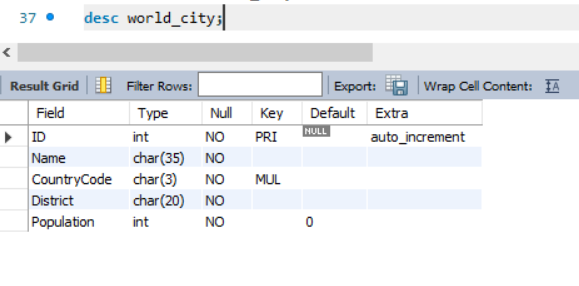 37 desc world_city;
Result Grid Filter Rows: Export: Wrap Cell Content: IA
Field Type Null Key Default Extra
ID int NO PRI NULL auto_increment
Name char(35) NO
CountryCode char(3) NO MUL
District char(20) NO
Population int NO 0